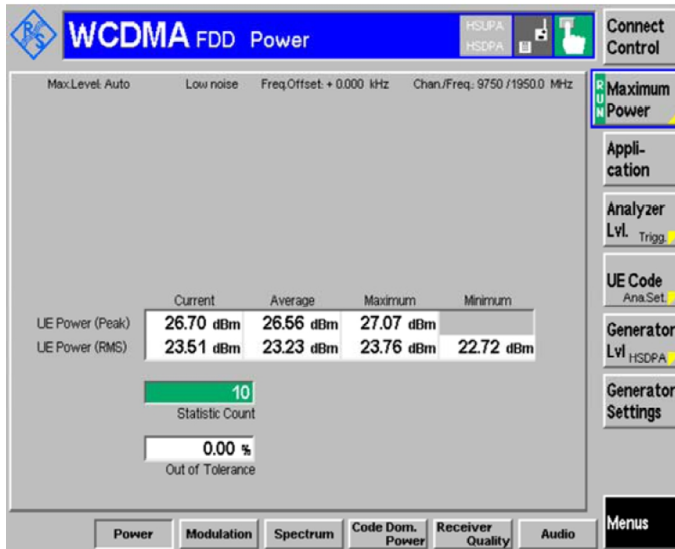 R&S
WCDMA FDD Power
HSUPA
HSDPA
Connect
Control
Max.Level: Auto Low noise Freq.Offset: + 0.000 kHz Chan./Freq.: 9750 / 1950.0 MHz
RUN
Maximum
Power
Appli-
cation
Analyzer
Lvl. Trigg.
UE Code
Ana.Set.
Generator
Lvl HSDPA
Generator
Settings
Current Average Maximum Minimum
UE Power (Peak) 26.70 dBm 26.56 dBm 27.07 dBm
UE Power (RMS) 23.51 dBm 23.23 dBm 23.76 dBm 22.72 dBm
10
Statistic Count
0.00 %
Out of Tolerance
Power Modulation Spectrum Code Dom. Power Receiver Quality Audio
Menus